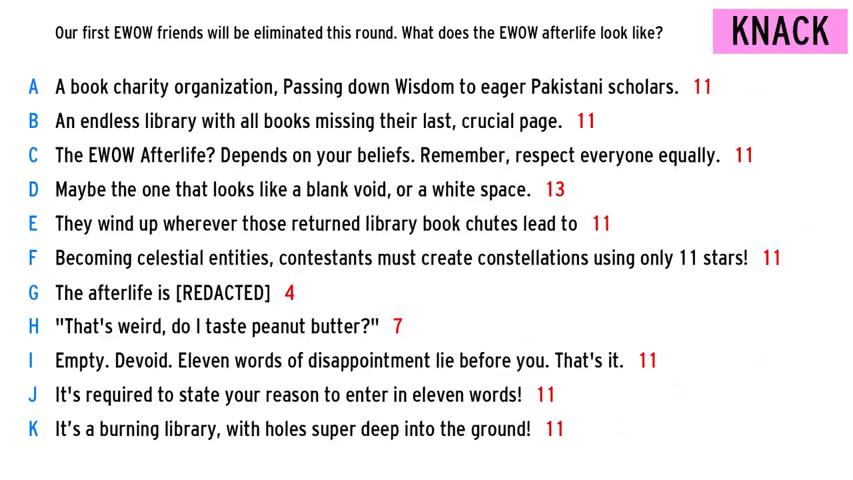 Our first EWOW friends will be eliminated this round. What does the EWOW afterlife look like?
KNACK
A A book charity organization, Passing down Wisdom to eager Pakistani scholars. 11
B An endless library with all books missing their last, crucial page. 11
C The EWOW Afterlife? Depends on your beliefs. Remember, respect everyone equally. 11
D Maybe the one that looks like a blank void, or a white space. 13
E They wind up wherever those returned library book chutes lead to 11
F Becoming celestial entities, contestants must create constellations using only 11 stars! 11
G The afterlife is [REDACTED] 4
H "That's weird, do I taste peanut butter?" 7
I Empty. Devoid. Eleven words of disappointment lie before you. That's it. 11
J It's required to state your reason to enter in eleven words! 11
K It’s a burning library, with holes super deep into the ground! 11